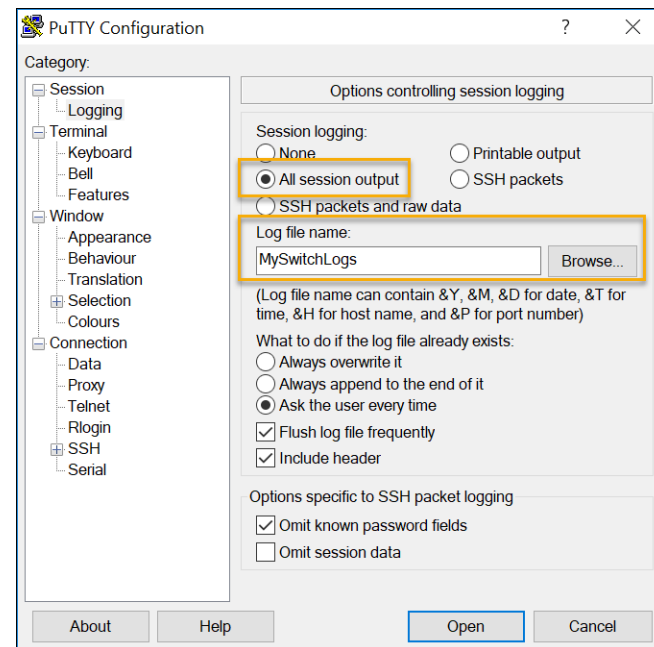 PuTTY Configuration
Category:
Session
Logging
Terminal
Keyboard
Bell
Features
Window
Appearance
Behaviour
Translation
Selection
Colours
Connection
Data
Proxy
Telnet
Rlogin
SSH
Serial
Options controlling session logging
Session logging:
None Printable output
All session output SSH packets
SSH packets and raw data
Log file name:
MySwitchLogs Browse...
(Log file name can contain &Y, &M, &D for date, &T for
time, &H for host name, and &P for port number)
What to do if the log file already exists:
Always overwrite it
Always append to the end of it
Ask the user every time
Flush log file frequently
Include header
Options specific to SSH packet logging
Omit known password fields
Omit session data
About Help Open Cancel